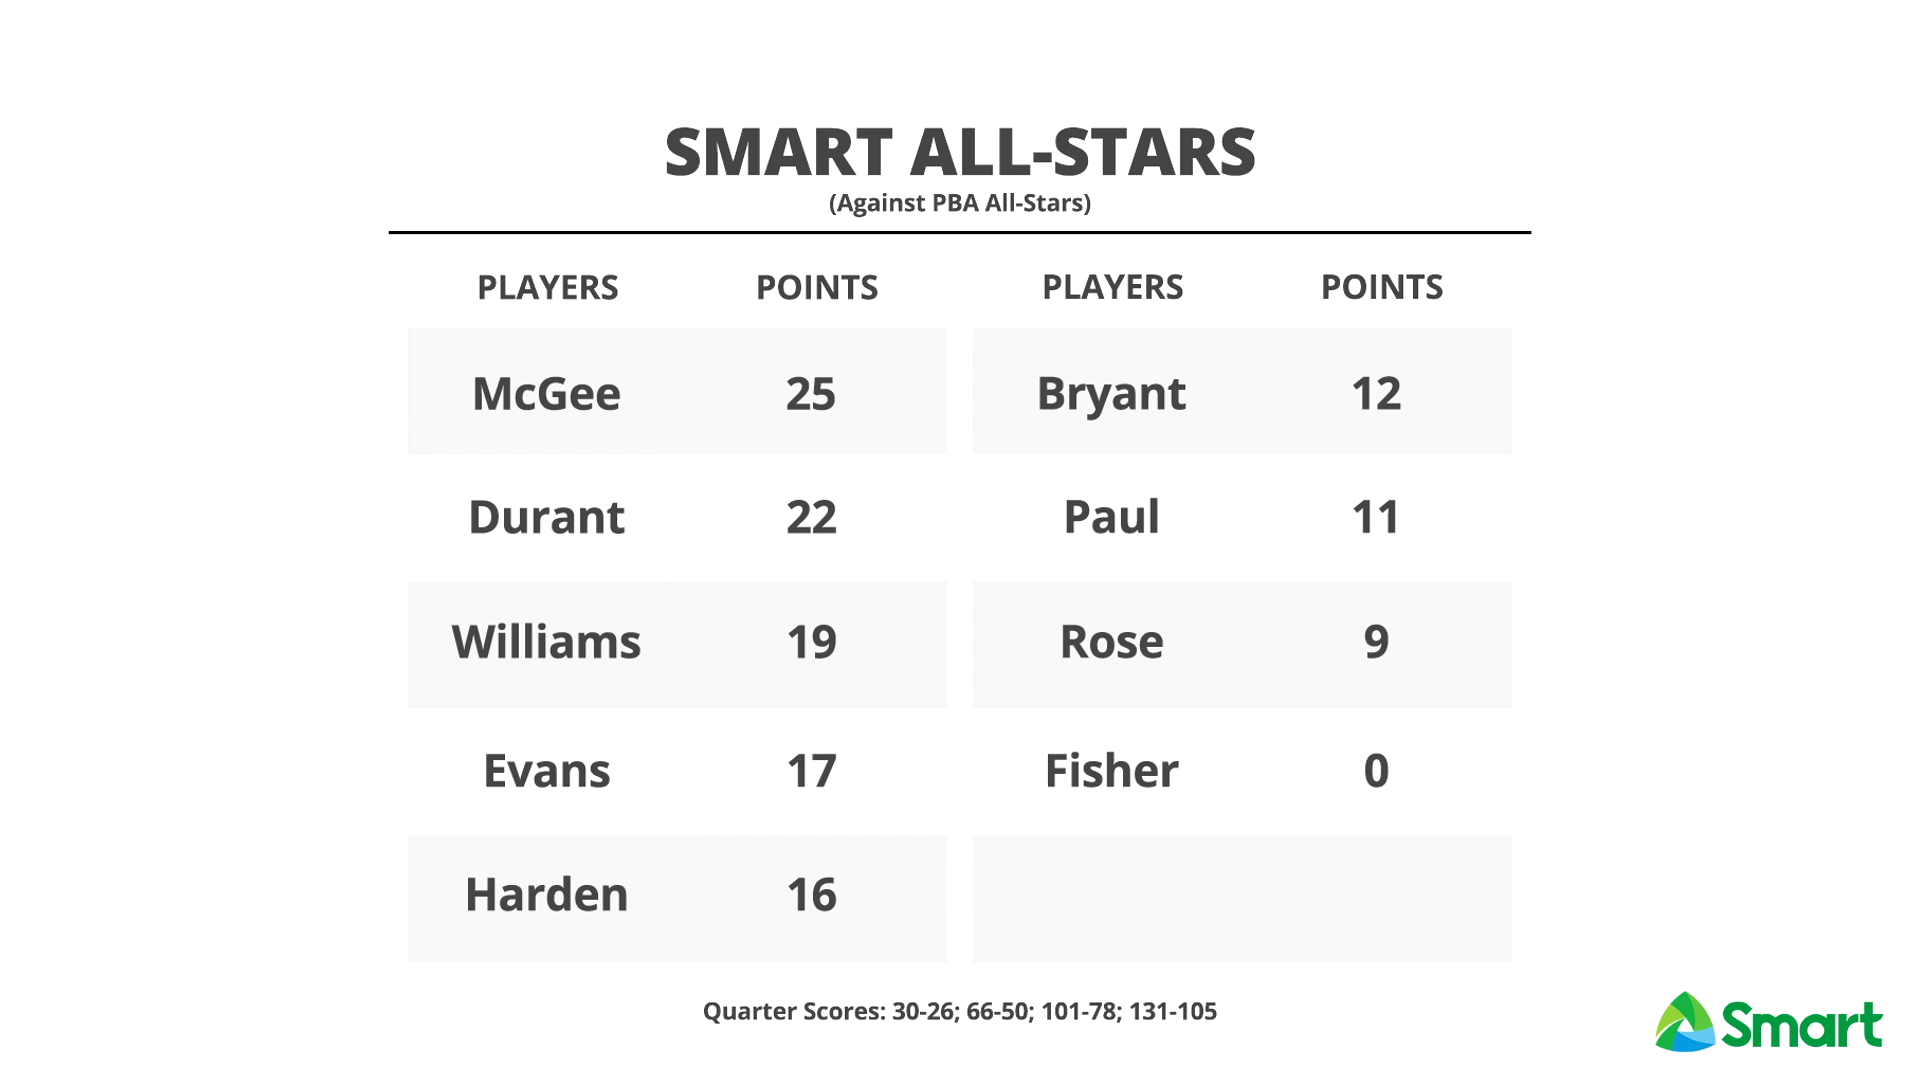 SMART ALL-STARS
(Against PBA All-Stars)
PLAYERS POINTS PLAYERS POINTS
McGee 25 Bryant 12
Durant 22 Paul 11
Williams 19 Rose 9
Evans 17 Fisher 0
Harden 16
Quarter Scores: 30-26; 66-50; 101-78; 131-105
Smart